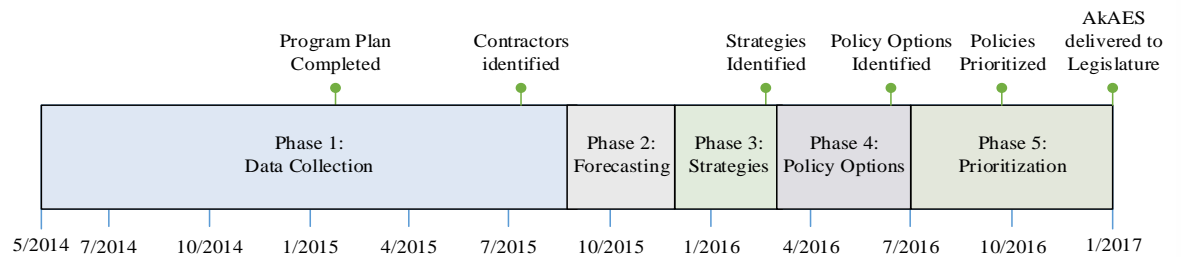 Program Plan
Completed
Contractors
identified
Strategies
Identified
Policy Options
Identified
Policies
Prioritized
AkAES
delivered to
Legislature
Phase 1:
Data Collection
Phase 2:
Forecasting
Phase 3:
Strategies
Phase 4:
Policy Options
Phase 5:
Prioritization
5/2014
7/2014
10/2014
1/2015
4/2015
7/2015
10/2015
1/2016
4/2016
7/2016
10/2016
1/2017